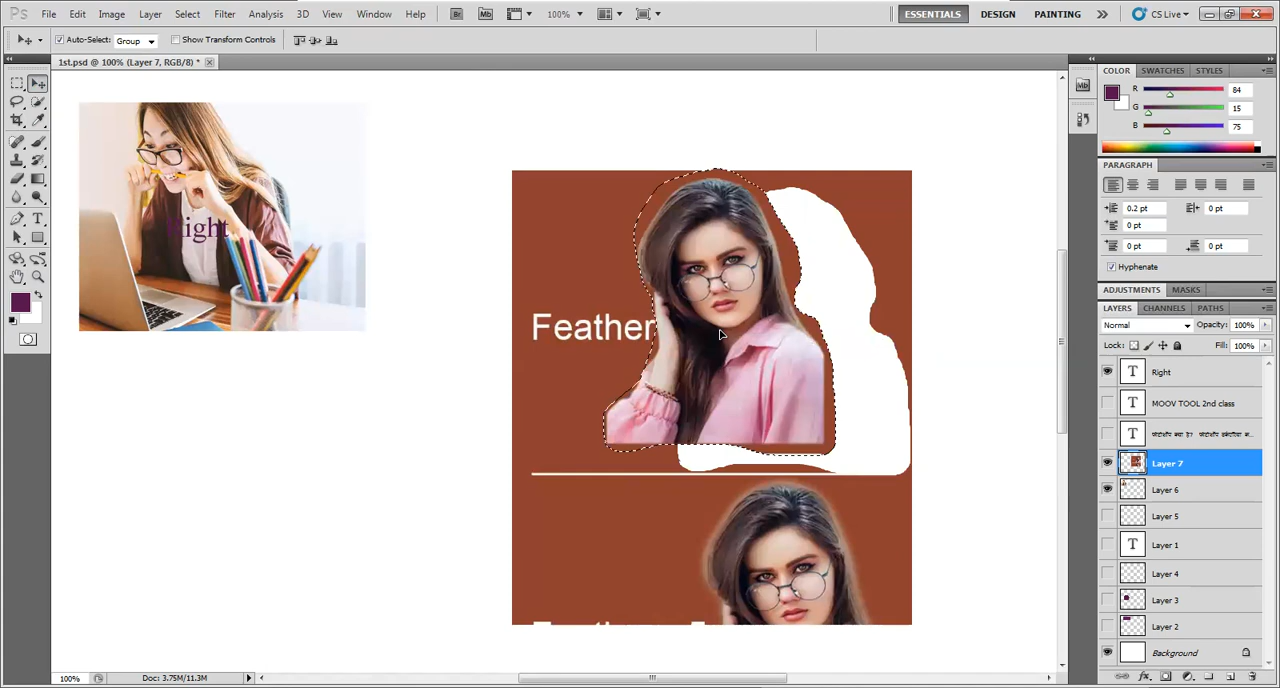 Ps File Edit Image Layer Select Filter Analysis 3D View Window Help Br Mb 100% ESSENTIALS DESIGN PAINTING CS Live
Auto-Select: Group Show Transform Controls
1st.psd @ 100% (Layer 7, RGB/8) *
COLOR SWATCHES STYLES
R 84
G 15
B 75
PARAGRAPH
0.2 pt 0 pt
0 pt
0 pt 0 pt
Hyphenate
ADJUSTMENTS MASKS
LAYERS CHANNELS PATHS
Normal Opacity: 100%
Lock: Fill: 100%
T Right
T MOOV TOOL 2nd class
T फोटोशॉप क्या है?
Layer 7
Layer 6
Layer 5
T Layer 1
Layer 4
Layer 3
Layer 2
Background
Right
Feather
100% Doc: 3.75M/11.3M